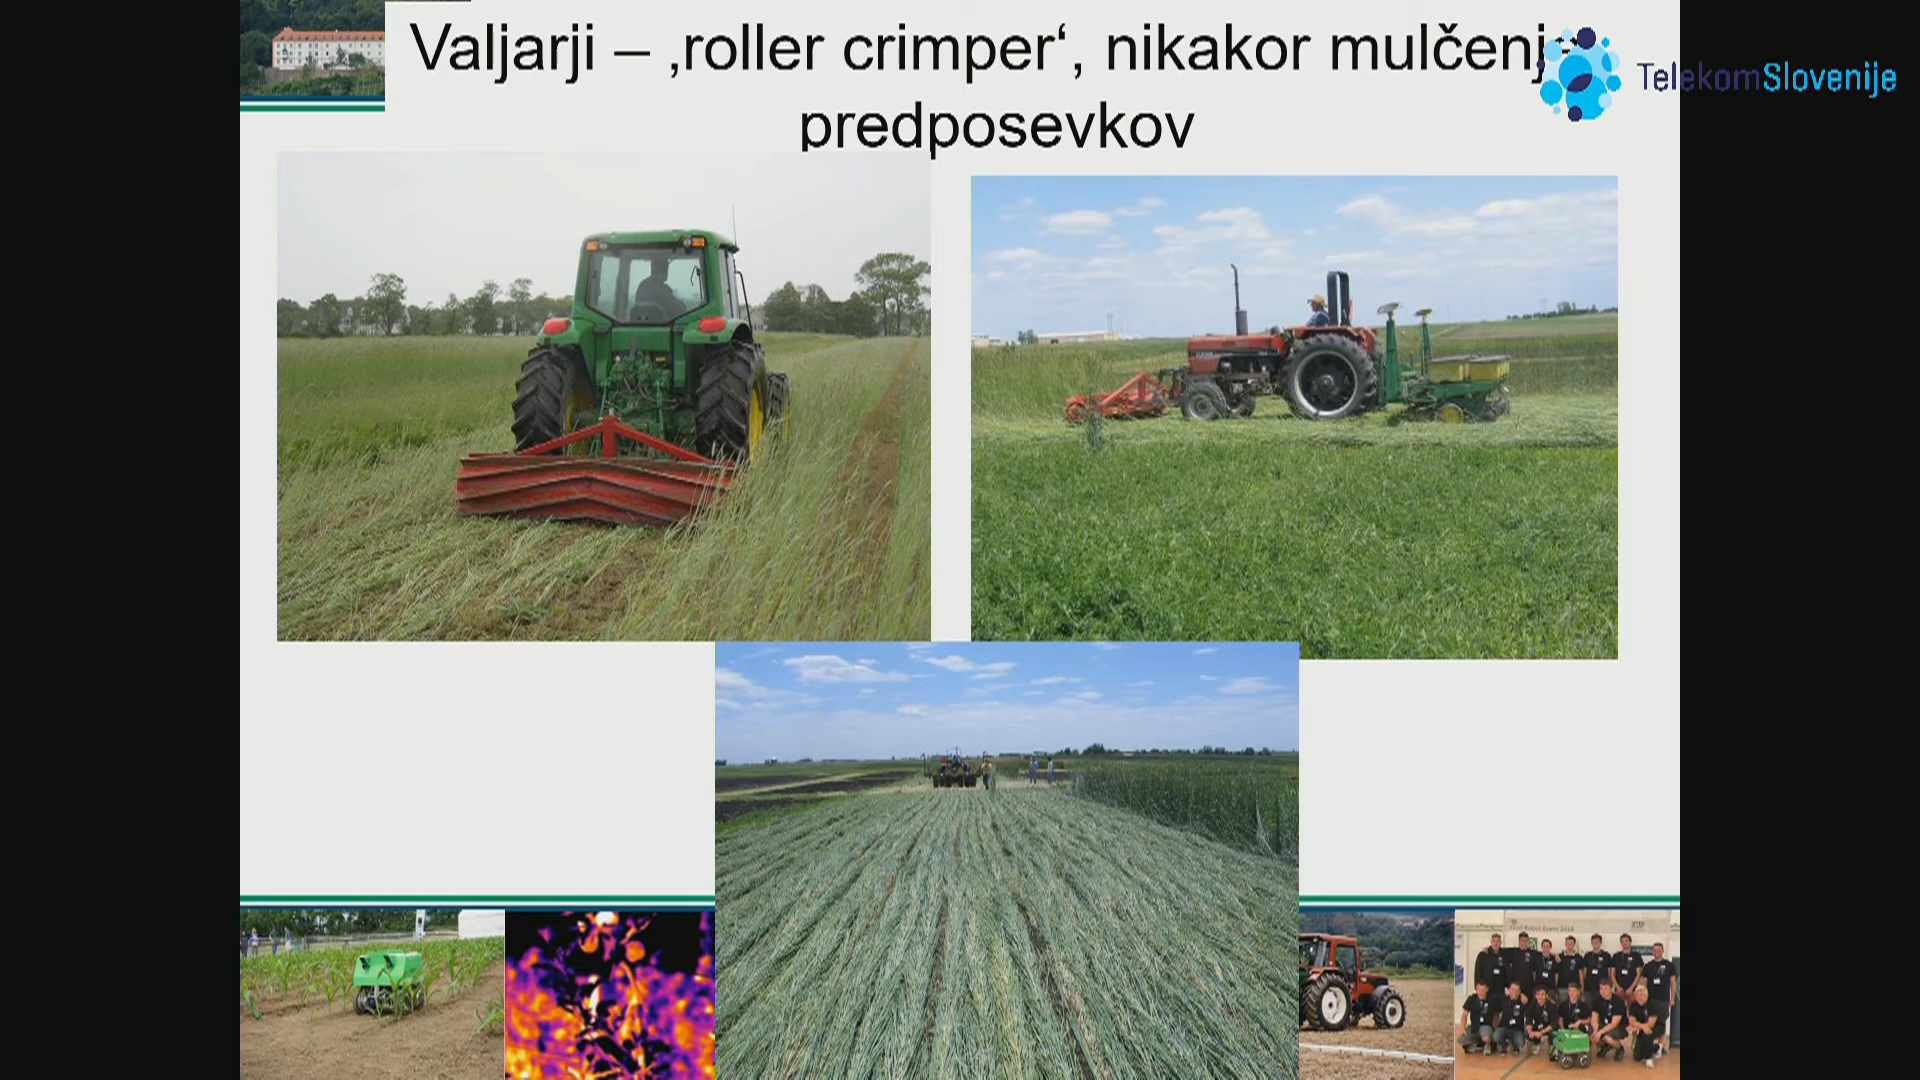 Valjarji – ‚roller crimper‘, nikakor mulčenje
predposevkov
TelekomSlovenije